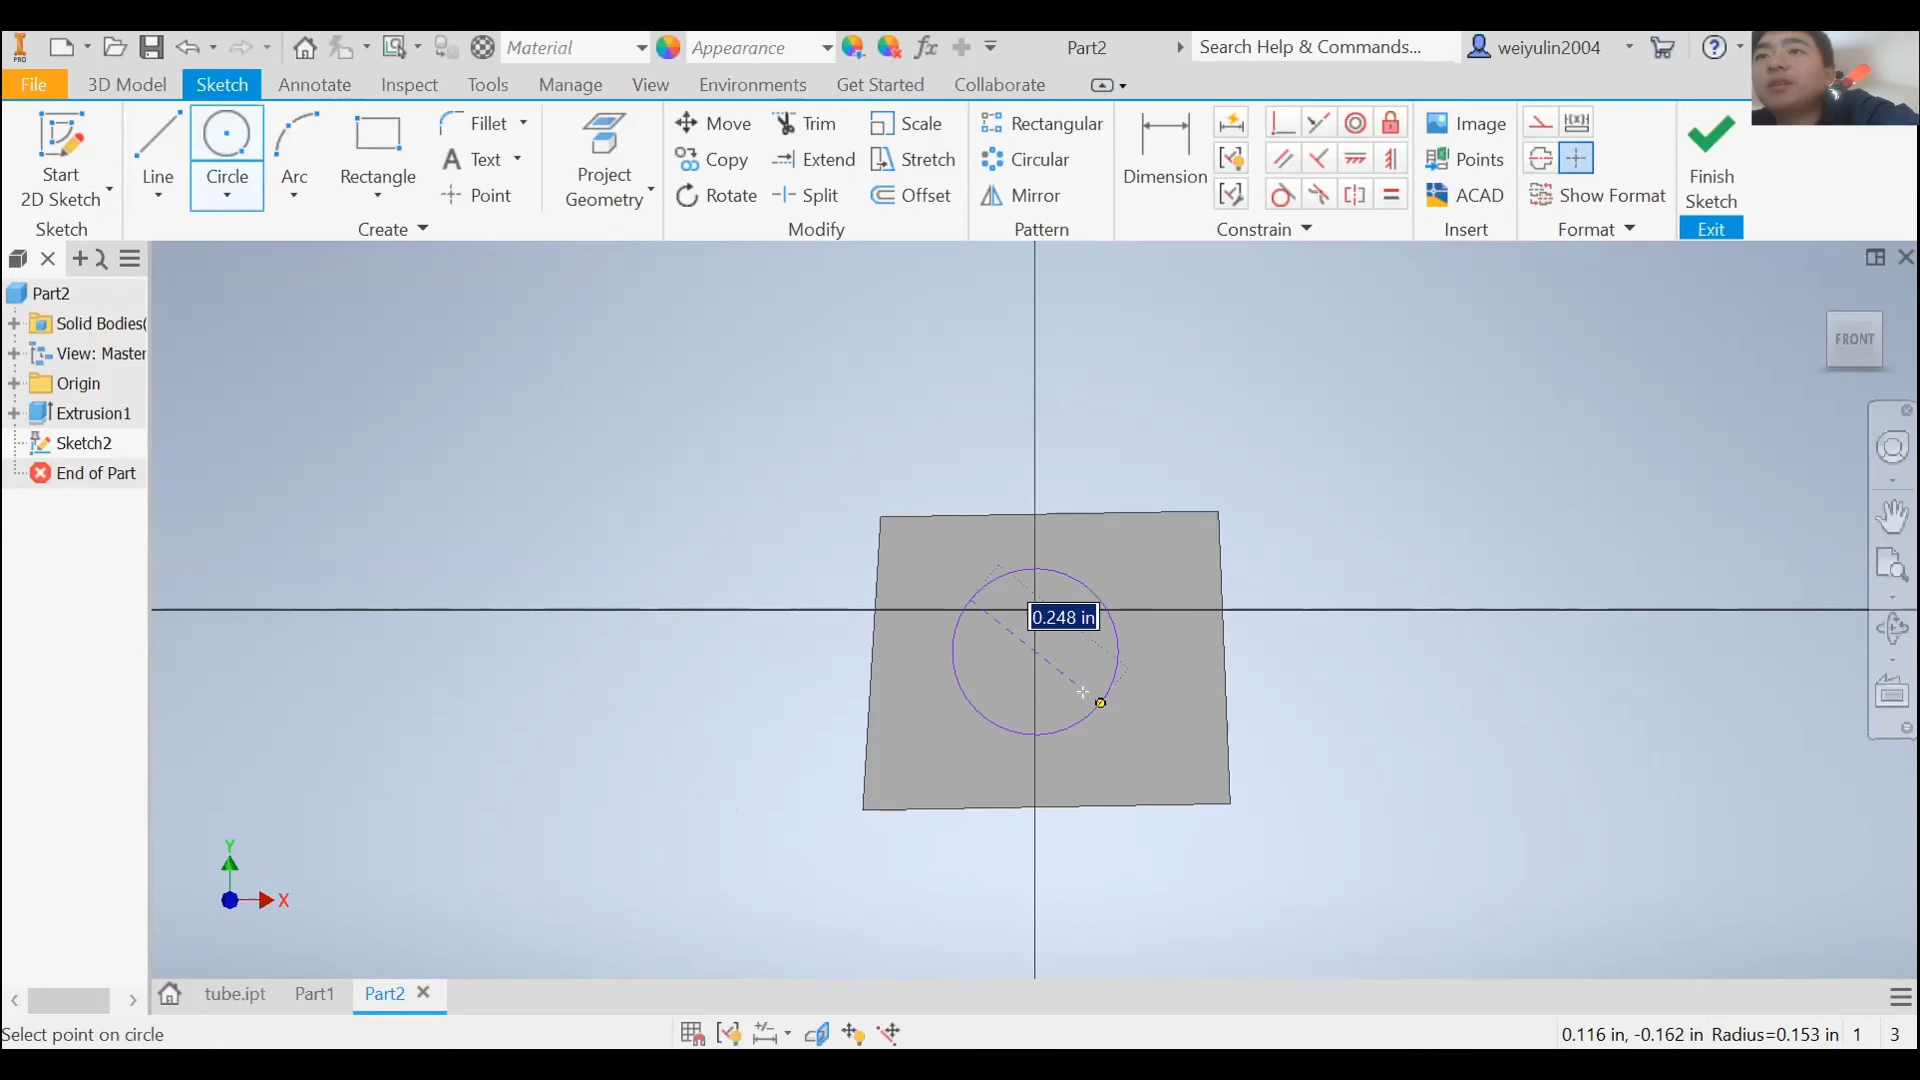 PRO
Material
Appearance
Part2
Search Help & Commands...
weiyulin2004
File
3D Model
Sketch
Annotate
Inspect
Tools
Manage
View
Environments
Get Started
Collaborate
Start
2D Sketch
Line
Circle
Arc
Rectangle
Fillet
Text
Point
Project
Geometry
Move
Copy
Rotate
Trim
Extend
Split
Scale
Stretch
Offset
Rectangular
Circular
Mirror
Dimension
Image
Points
ACAD
Show Format
Finish
Sketch
Sketch
Create
Modify
Pattern
Constrain
Insert
Format
Exit
Part2
Solid Bodies(
View: Master
Origin
Extrusion1
Sketch2
End of Part
FRONT
0.248 in
Y
X
tube.ipt
Part1
Part2
Select point on circle
0.116 in, -0.162 in Radius=0.153 in 1 3